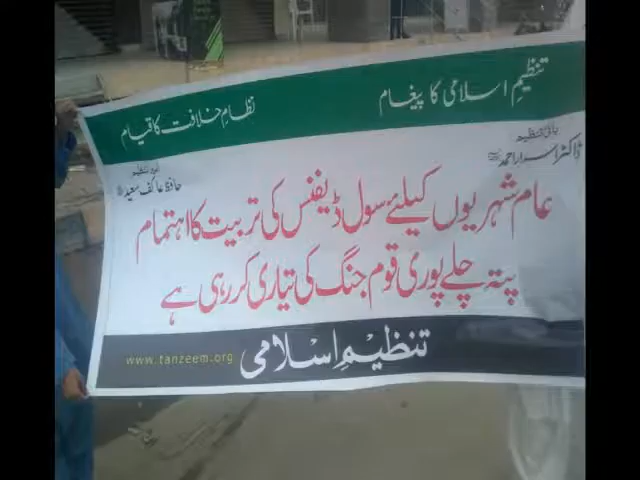 تنظیمِ اسلامی کا پیغام
نظامِ خلافت کا قیام
بانی تنظیم
ڈاکٹر اسرار احمدؒ
امیر تنظیم
حافظ عاکف سعید
عام شہریوں کیلئے سول ڈیفنس کی تربیت کا اہتمام
پتہ چلے پوری قوم جنگ کی تیاری کر رہی ہے
تنظیمِ اسلامی
www.tanzeem.org